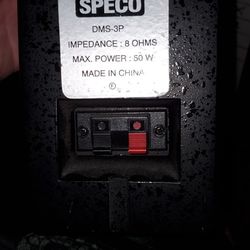 SPECO
DMS-3P
IMPEDANCE : 8 OHMS
MAX. POWER : 50 W
MADE IN CHINA